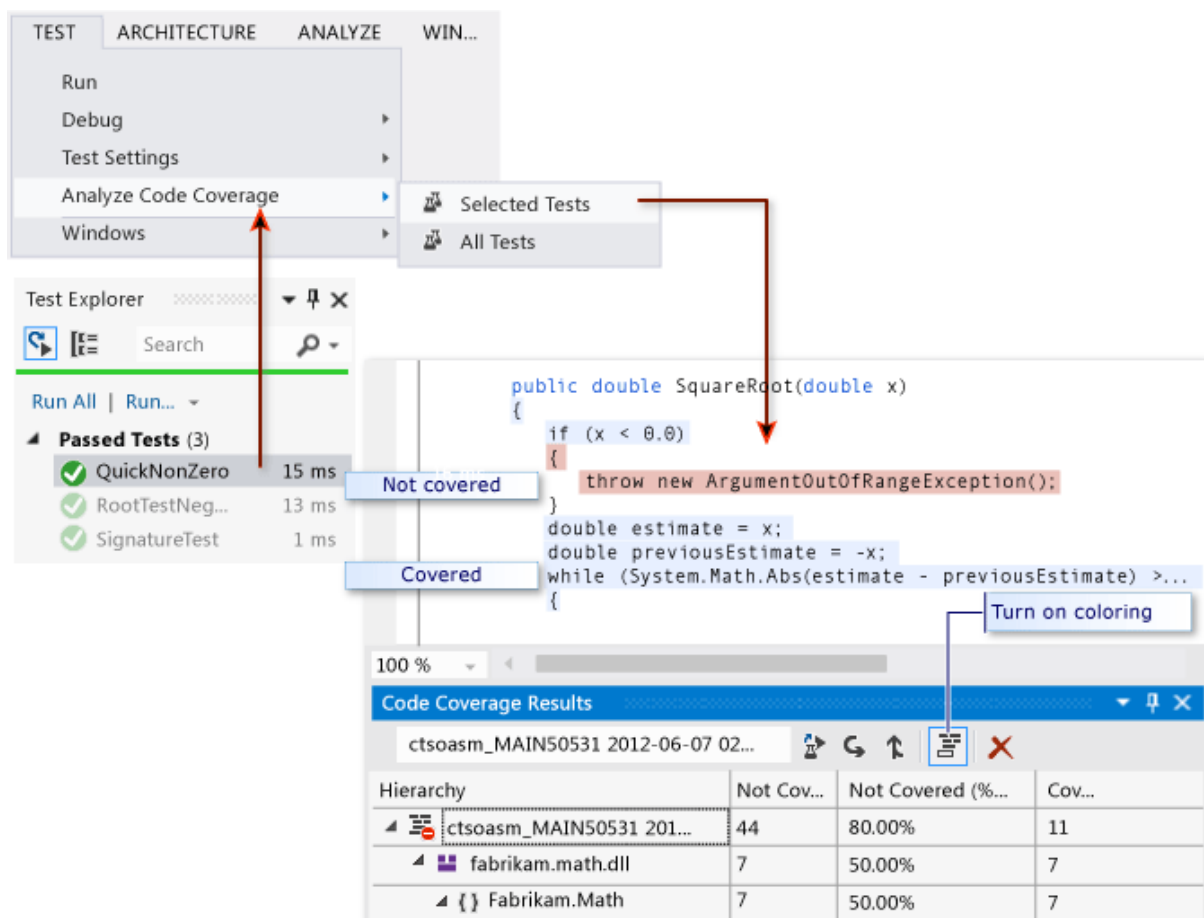 TEST ARCHITECTURE ANALYZE WIN...
Run
Debug
Test Settings
Analyze Code Coverage
Windows
Selected Tests
All Tests
Test Explorer
Search
Run All | Run...
Passed Tests (3)
QuickNonZero 15 ms
RootTestNeg... 13 ms
SignatureTest 1 ms
public double SquareRoot(double x)
{
if (x < 0.0)
{
throw new ArgumentOutOfRangeException();
}
double estimate = x;
double previousEstimate = -x;
while (System.Math.Abs(estimate - previousEstimate) >...
{
Not covered
Covered
Turn on coloring
100 %
Code Coverage Results
ctsoasm_MAIN50531 2012-06-07 02...
Hierarchy Not Cov... Not Covered (%... Cov...
ctsoasm_MAIN50531 201... 44 80.00% 11
fabrikam.math.dll 7 50.00% 7
{ } Fabrikam.Math 7 50.00% 7